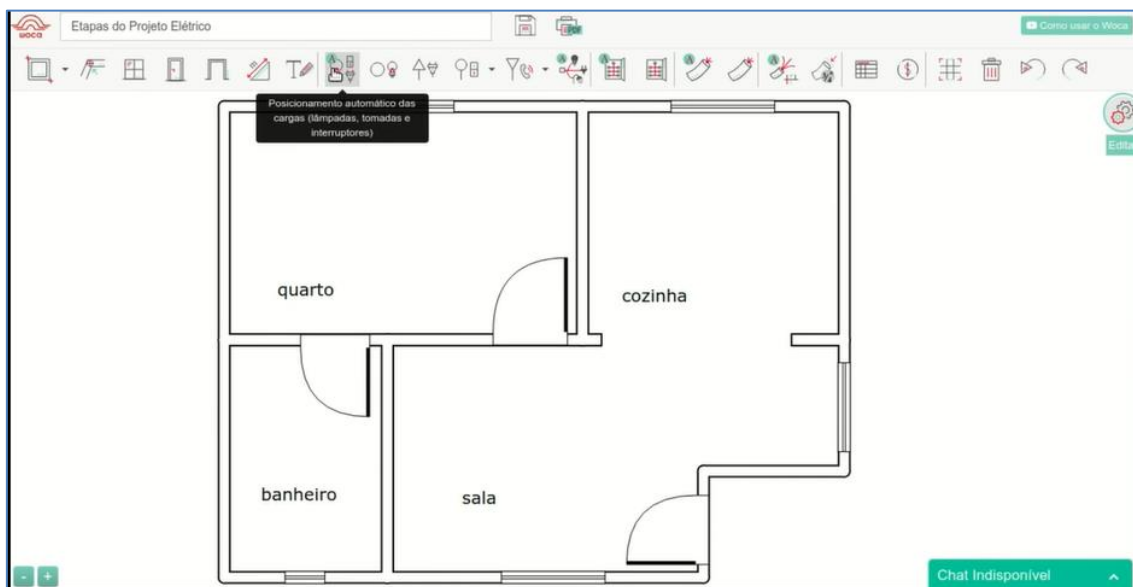 woca
Etapas do Projeto Elétrico
PDF
Como usar o Woca
T
A
A
A
A
A
$
Posicionamento automático das
cargas (lâmpadas, tomadas e
interruptores)
Edita
quarto
cozinha
banheiro
sala
- +
Chat Indisponível